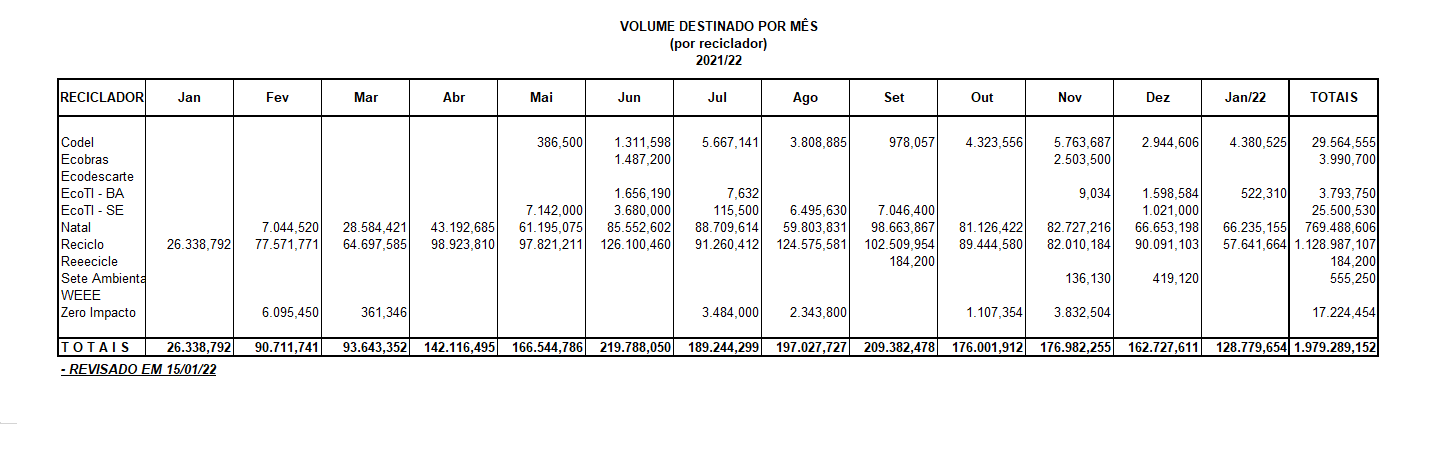 VOLUME DESTINADO POR MÊS
(por reciclador)
2021/22
RECICLADOR Jan Fev Mar Abr Mai Jun Jul Ago Set Out Nov Dez Jan/22 TOTAIS
Codel 386,500 1.311,598 5.667,141 3.808,885 978,057 4.323,556 5.763,687 2.944,606 4.380,525 29.564,555
Ecobras 1.487,200 2.503,500 3.990,700
Ecodescarte
EcoTI - BA 1.656,190 7,632 9,034 1.598,584 522,310 3.793,750
EcoTI - SE 7.142,000 3.680,000 115,500 6.495,630 7.046,400 1.021,000 25.500,530
Natal 7.044,520 28.584,421 43.192,685 61.195,075 85.552,602 88.709,614 59.803,831 98.663,867 81.126,422 82.727,216 66.653,198 66.235,155 769.488,606
Reciclo 26.338,792 77.571,771 64.697,585 98.923,810 97.821,211 126.100,460 91.260,412 124.575,581 102.509,954 89.444,580 82.010,184 90.091,103 57.641,664 1.128.987,107
Reeecicle 184,200 184,200
Sete Ambienta 136,130 419,120 555,250
WEEE
Zero Impacto 6.095,450 361,346 3.484,000 2.343,800 1.107,354 3.832,504 17.224,454
T O T A I S 26.338,792 90.711,741 93.643,352 142.116,495 166.544,786 219.788,050 189.244,299 197.027,727 209.382,478 176.001,912 176.982,255 162.727,611 128.779,654 1.979.289,152
- REVISADO EM 15/01/22